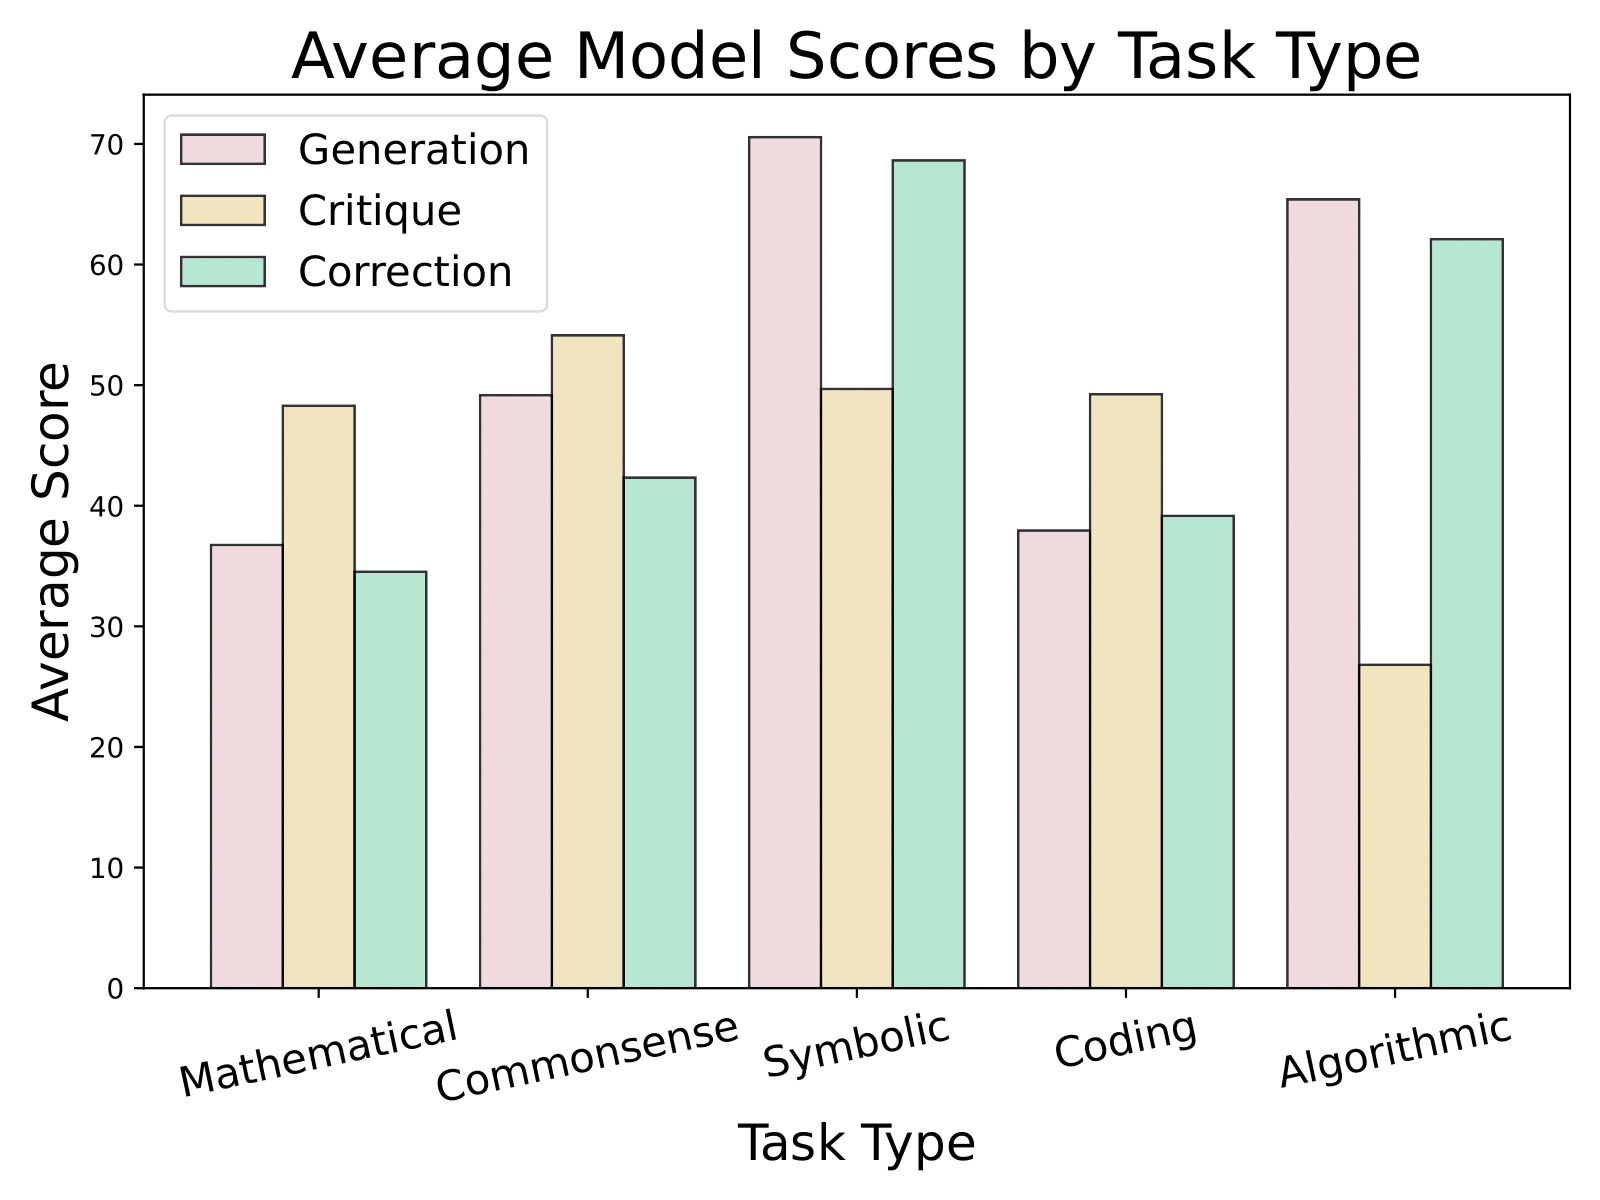 Average Model Scores by Task Type
Generation
Critique
Correction
Average Score
70
60
50
40
30
20
10
0
Mathematical
Commonsense
Symbolic
Coding
Algorithmic
Task Type